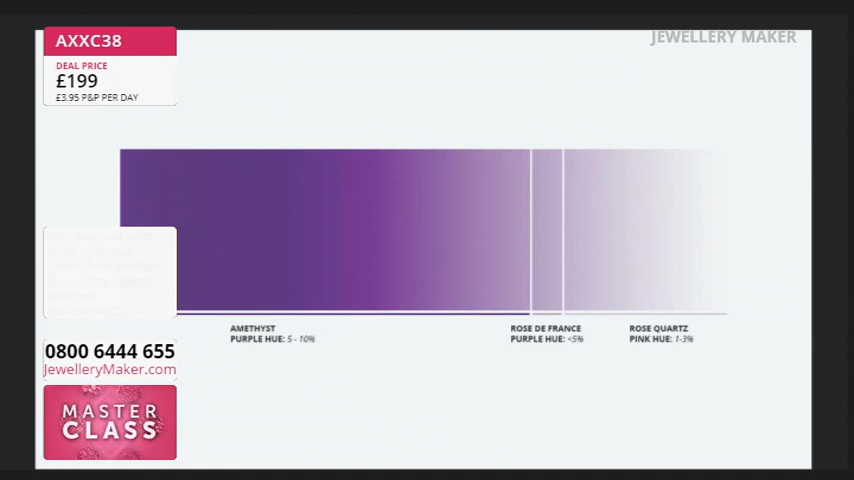 AXXC38
DEAL PRICE
£199
£3.95 P&P PER DAY
JEWELLERY MAKER
AMETHYST
PURPLE HUE: 5 - 10%
ROSE DE FRANCE
PURPLE HUE: <5%
ROSE QUARTZ
PINK HUE: 1-3%
0800 6444 655
JewelleryMaker.com
MASTER
CLASS